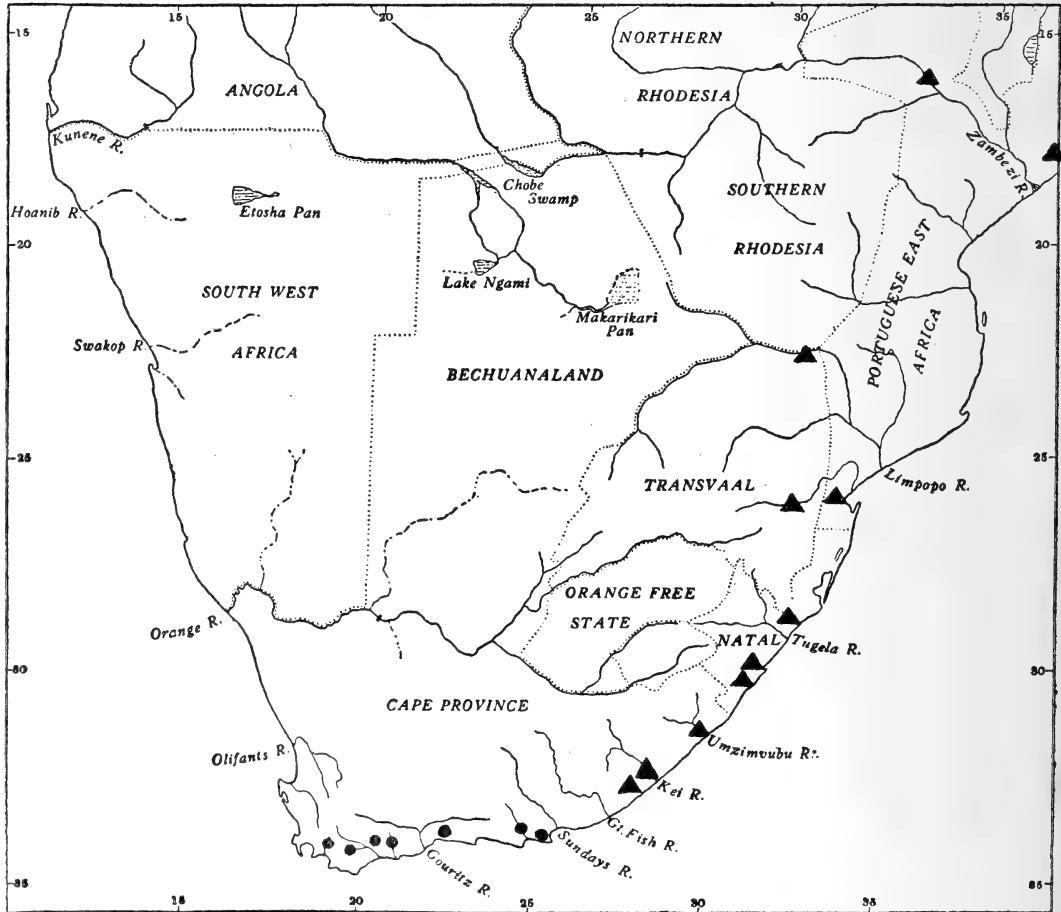 15 20 25 30 35
15 15
NORTHERN
ANGOLA
RHODESIA
Kunene R.
Zambezi R.
Chobe
Swamp
SOUTHERN
Hoanib R.
Etosha Pan
20 20
RHODESIA
PORTUGUESE EAST
AFRICA
Lake Ngami
SOUTH WEST
Makarikari
Pan
Swakop R.
AFRICA
BECHUANALAND
25 25
TRANSVAAL
Limpopo R.
ORANGE FREE
STATE
Orange R.
NATAL
Tugela R.
30 30
CAPE PROVINCE
Olifants R.
Umzimvubu R.
Kei R.
Gt. Fish R.
Sundays R.
Gouritz R.
35 35
15 20 25 30 35